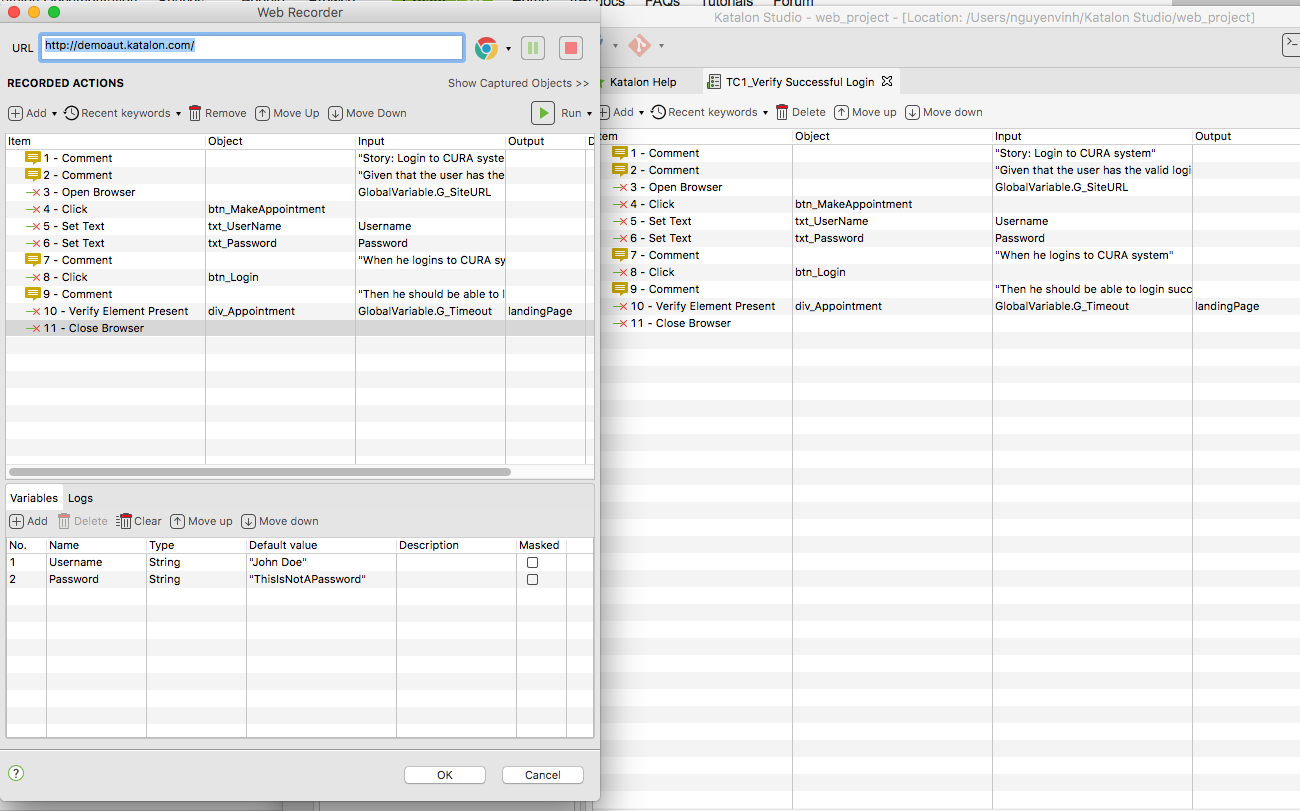 Web Recorder
URL
http://demoaut.katalon.com/
RECORDED ACTIONS
Show Captured Objects >>
Add
Recent keywords
Remove
Move Up
Move Down
Run
Item Object Input Output D
1 - Comment "Story: Login to CURA syste
2 - Comment "Given that the user has the
3 - Open Browser GlobalVariable.G_SiteURL
4 - Click btn_MakeAppointment
5 - Set Text txt_UserName Username
6 - Set Text txt_Password Password
7 - Comment "When he logins to CURA sy
8 - Click btn_Login
9 - Comment "Then he should be able to l
10 - Verify Element Present div_Appointment GlobalVariable.G_Timeout landingPage
11 - Close Browser
Variables Logs
Add Delete Clear Move up Move down
No. Name Type Default value Description Masked
1 Username String "John Doe"
2 Password String "ThisIsNotAPassword"
?
OK
Cancel
FAQs Tutorials Forum
Katalon Studio - web_project - [Location: /Users/nguyenvinh/Katalon Studio/web_project]
Katalon Help
TC1_Verify Successful Login
Add Recent keywords Delete Move up Move down
tem Object Input Output
1 - Comment "Story: Login to CURA system"
2 - Comment "Given that the user has the valid logi
3 - Open Browser GlobalVariable.G_SiteURL
4 - Click btn_MakeAppointment
5 - Set Text txt_UserName Username
6 - Set Text txt_Password Password
7 - Comment "When he logins to CURA system"
8 - Click btn_Login
9 - Comment "Then he should be able to login succ
10 - Verify Element Present div_Appointment GlobalVariable.G_Timeout landingPage
11 - Close Browser